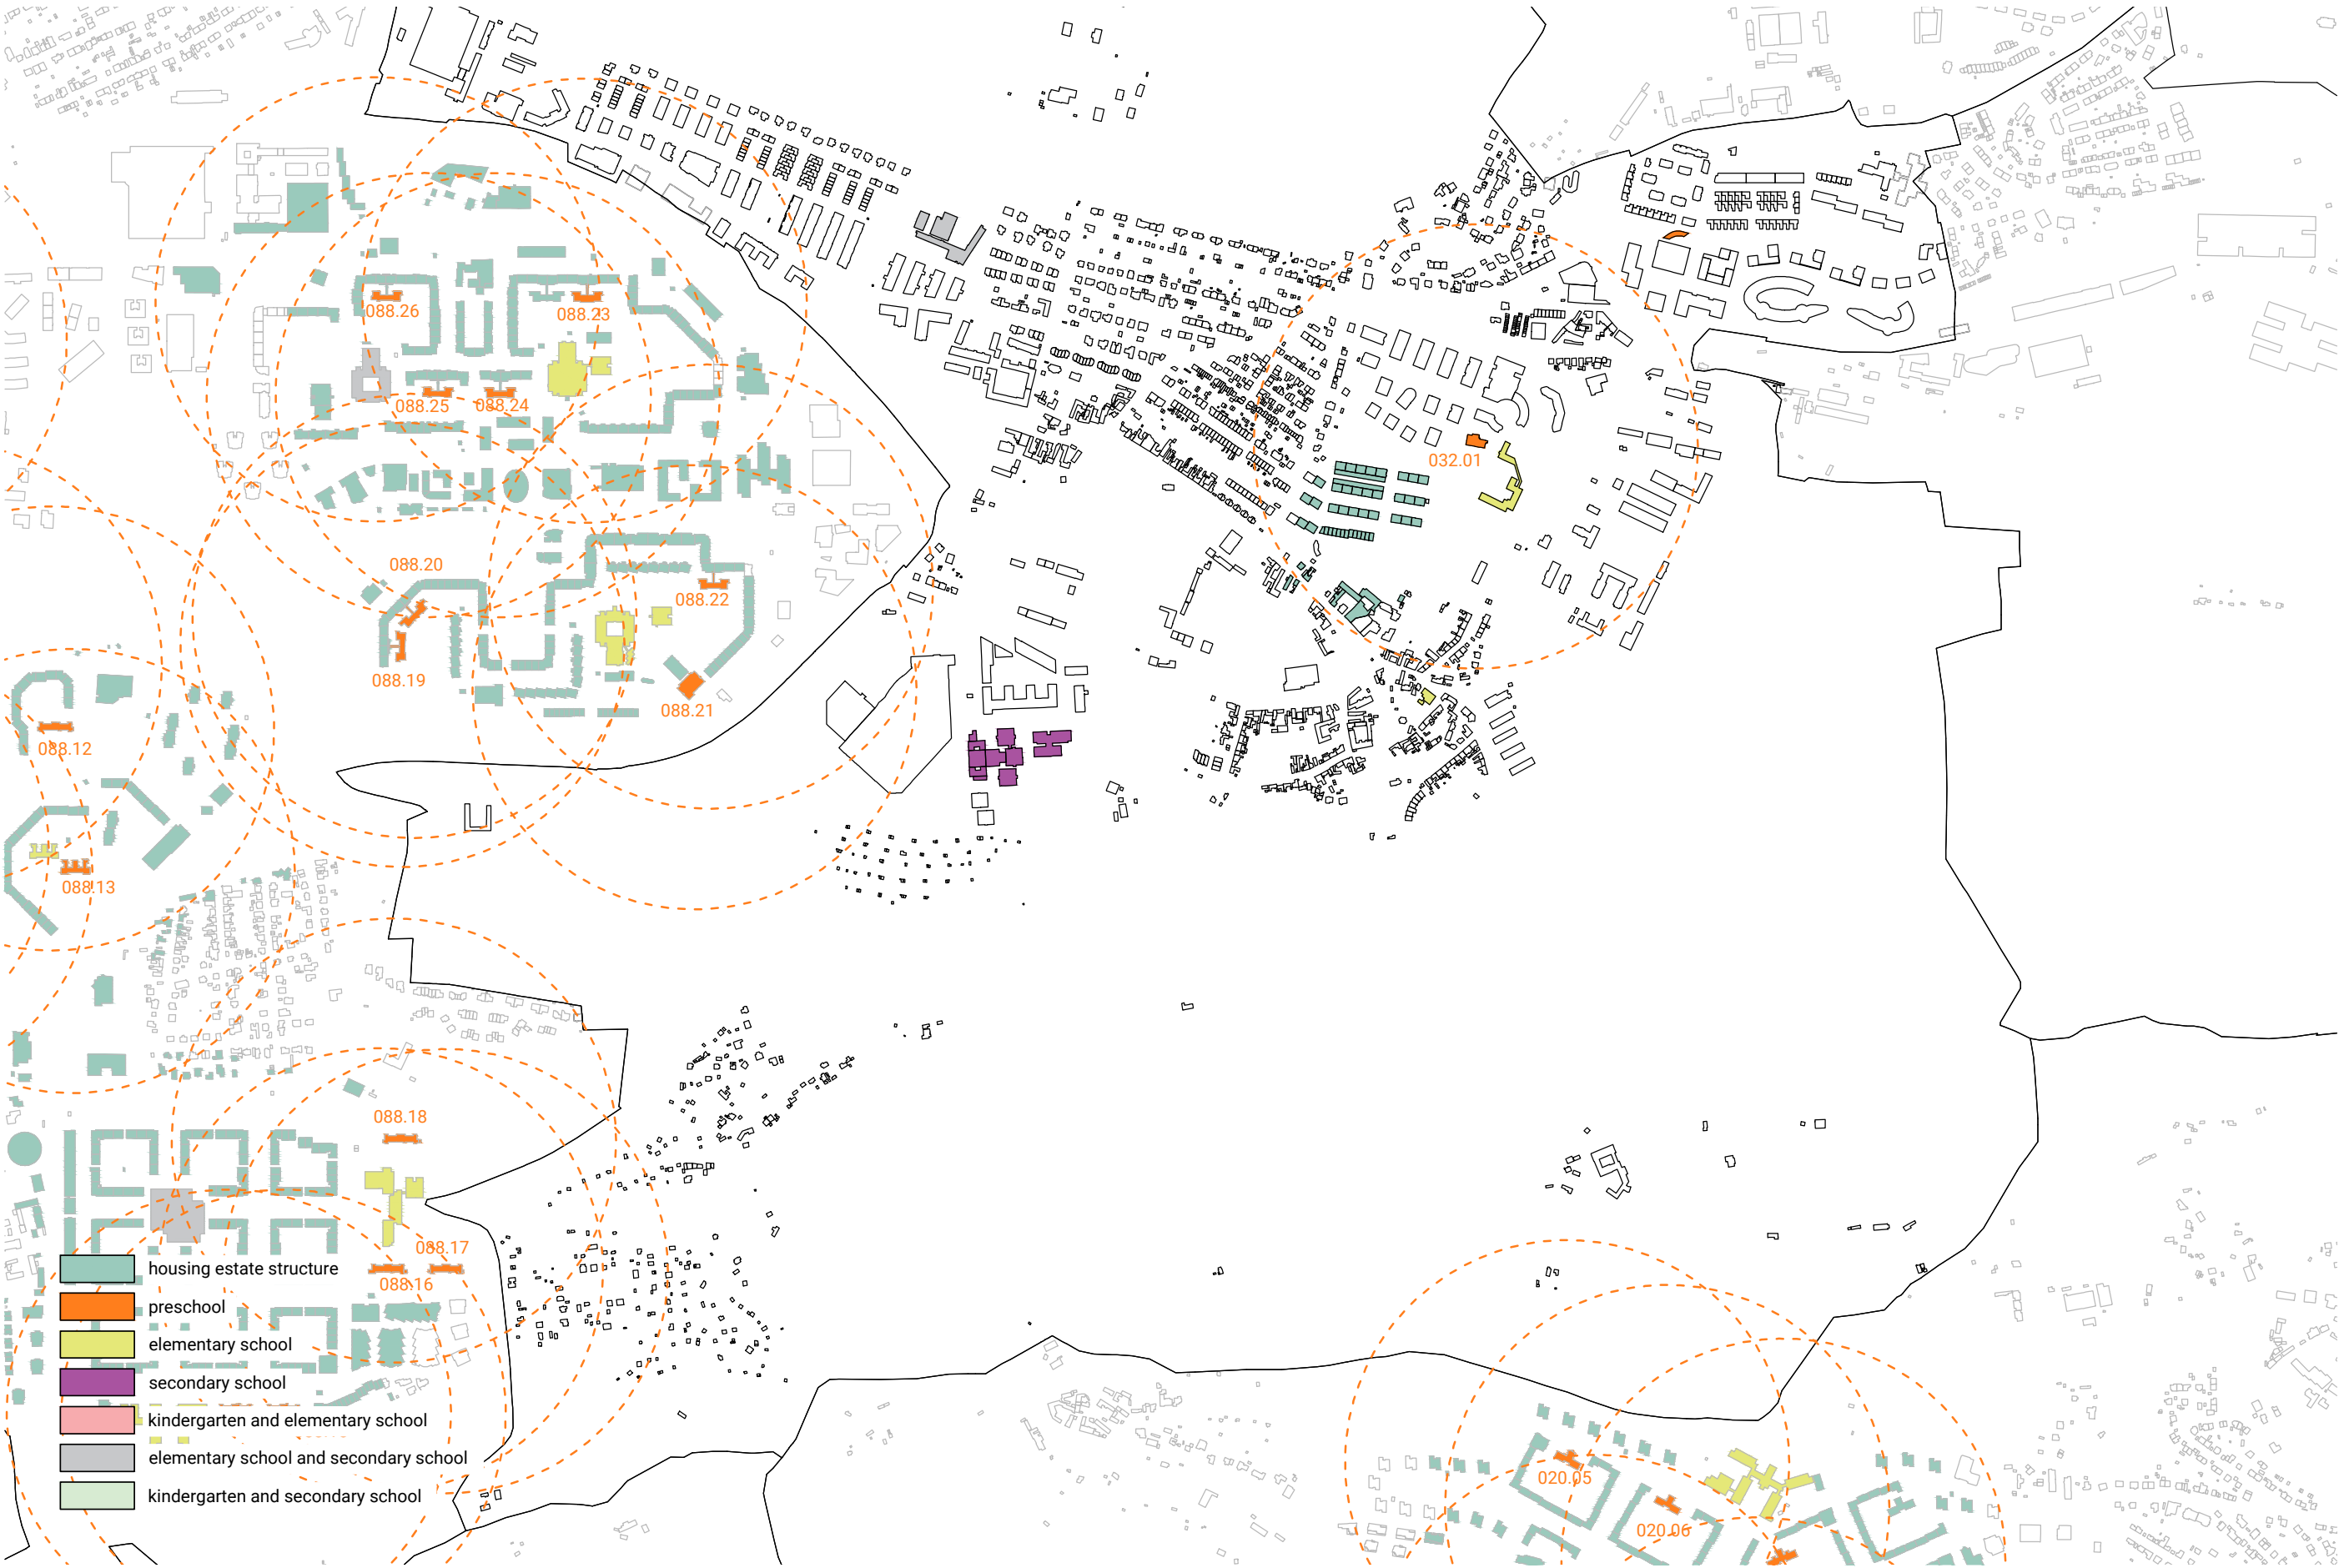 088.26
088.23
088.25
088.24
032.01
088.20
088.22
088.19
088.21
088.12
088.13
088.18
088.17
088.16
housing estate structure
preschool
elementary school
secondary school
kindergarten and elementary school
elementary school and secondary school
kindergarten and secondary school
020.05
020.06